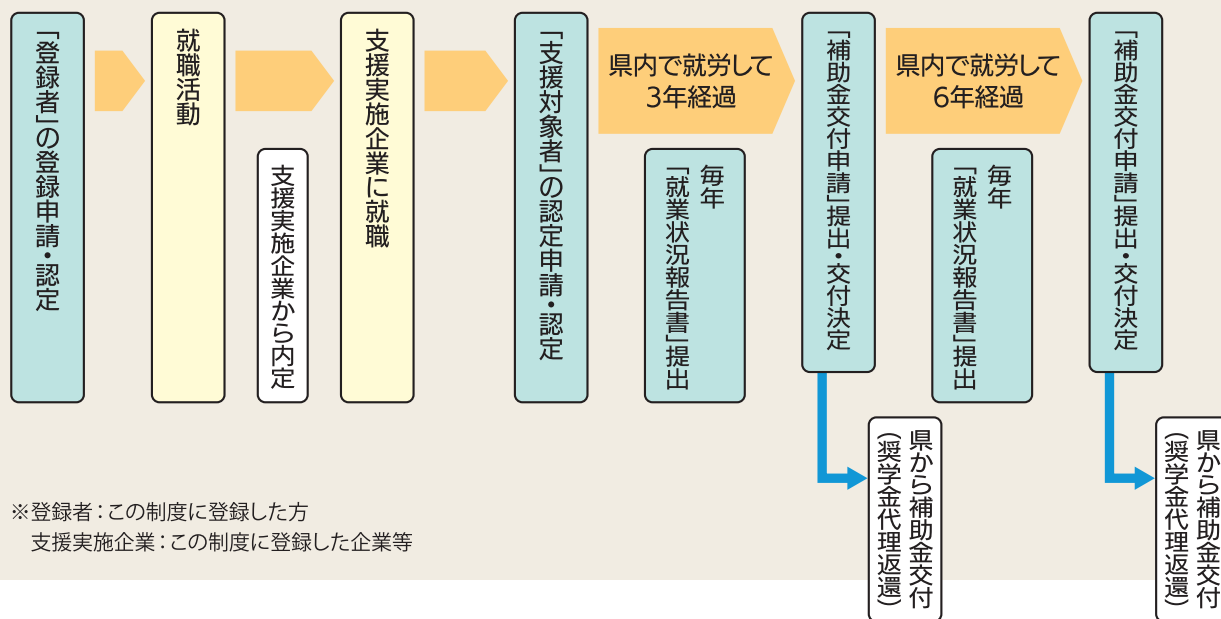 「登録者」の登録申請・認定
就職活動
支援実施企業から内定
支援実施企業に就職
「支援対象者」の認定申請・認定
県内で就労して
3年経過
毎年
「就業状況報告書」提出
「補助金交付申請」提出・交付決定
県から補助金交付
(奨学金代理返還)
県内で就労して
6年経過
毎年
「就業状況報告書」提出
「補助金交付申請」提出・交付決定
県から補助金交付
(奨学金代理返還)
※登録者：この制度に登録した方
支援実施企業：この制度に登録した企業等